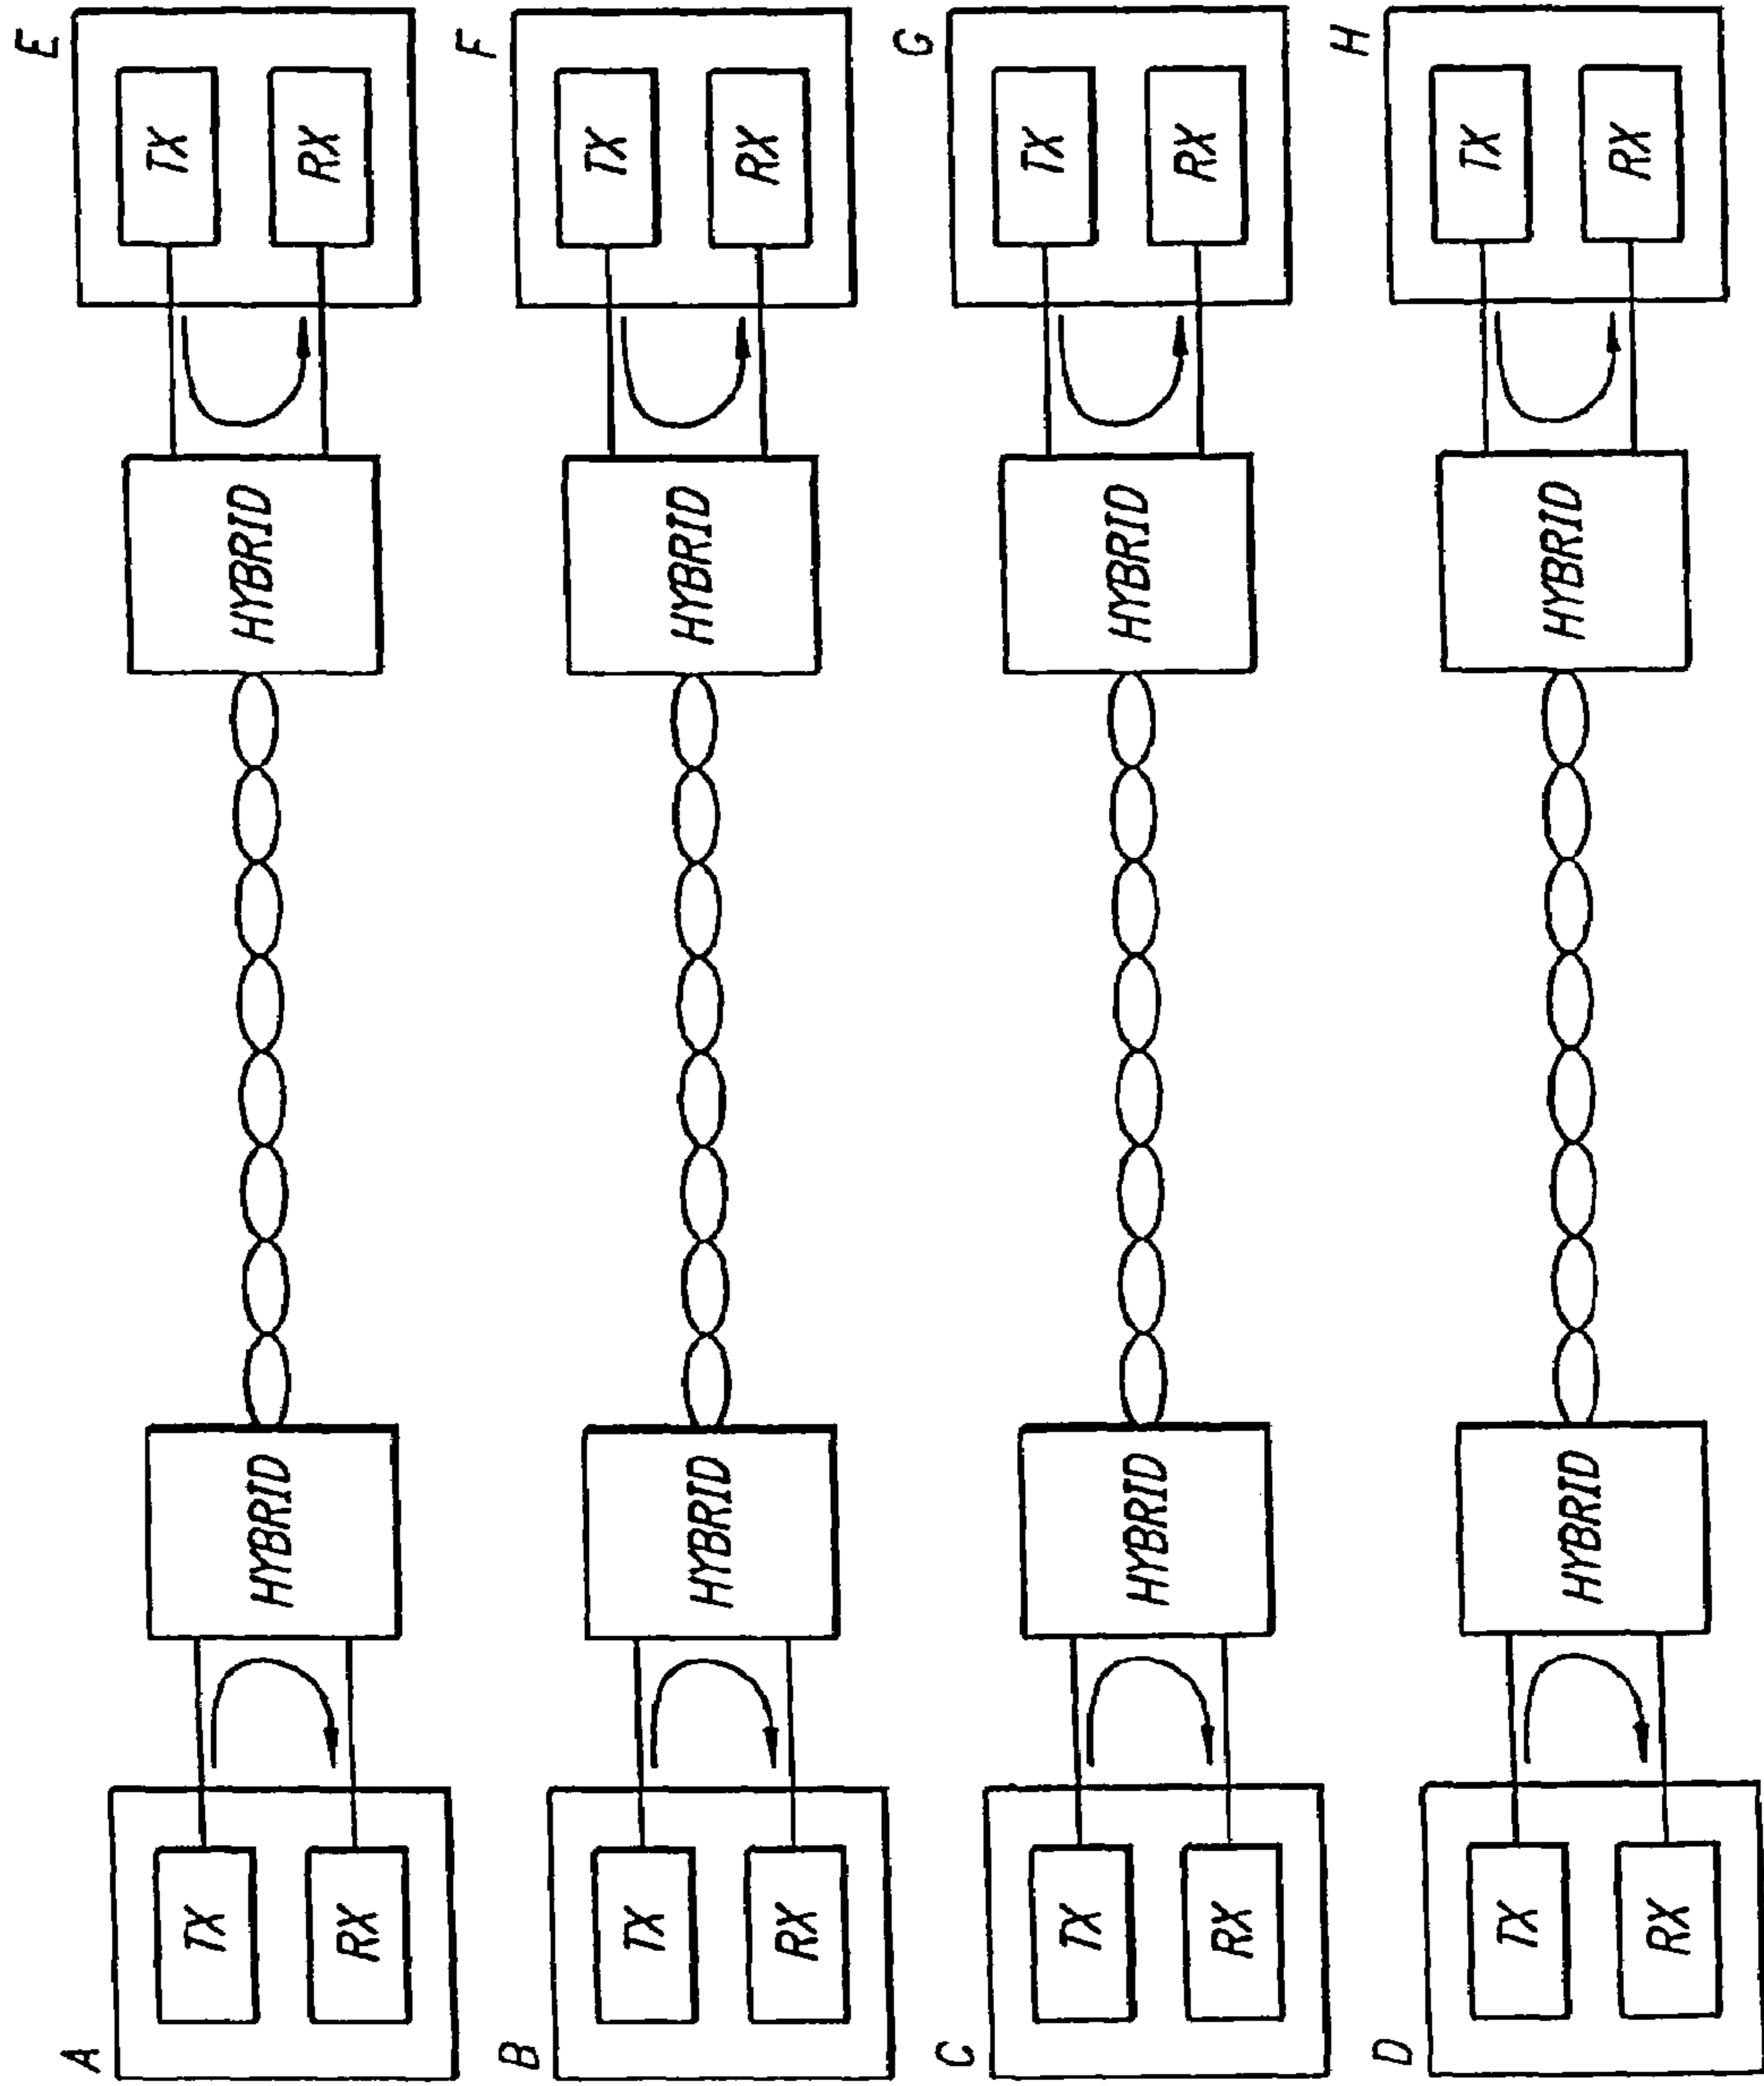 A
TX
RX
HYBRID
HYBRID
TX
RX
E
B
TX
RX
HYBRID
HYBRID
TX
RX
F
C
TX
RX
HYBRID
HYBRID
TX
RX
G
D
TX
RX
HYBRID
HYBRID
TX
RX
H